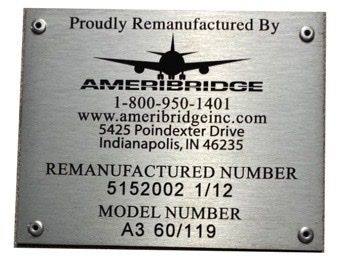 Proudly Remanufactured By
AMERIBRIDGE
1-800-950-1401
www.ameribridgeinc.com
5425 Poindexter Drive
Indianapolis, IN 46235
REMANUFACTURED NUMBER
5152002 1/12
MODEL NUMBER
A3 60/119